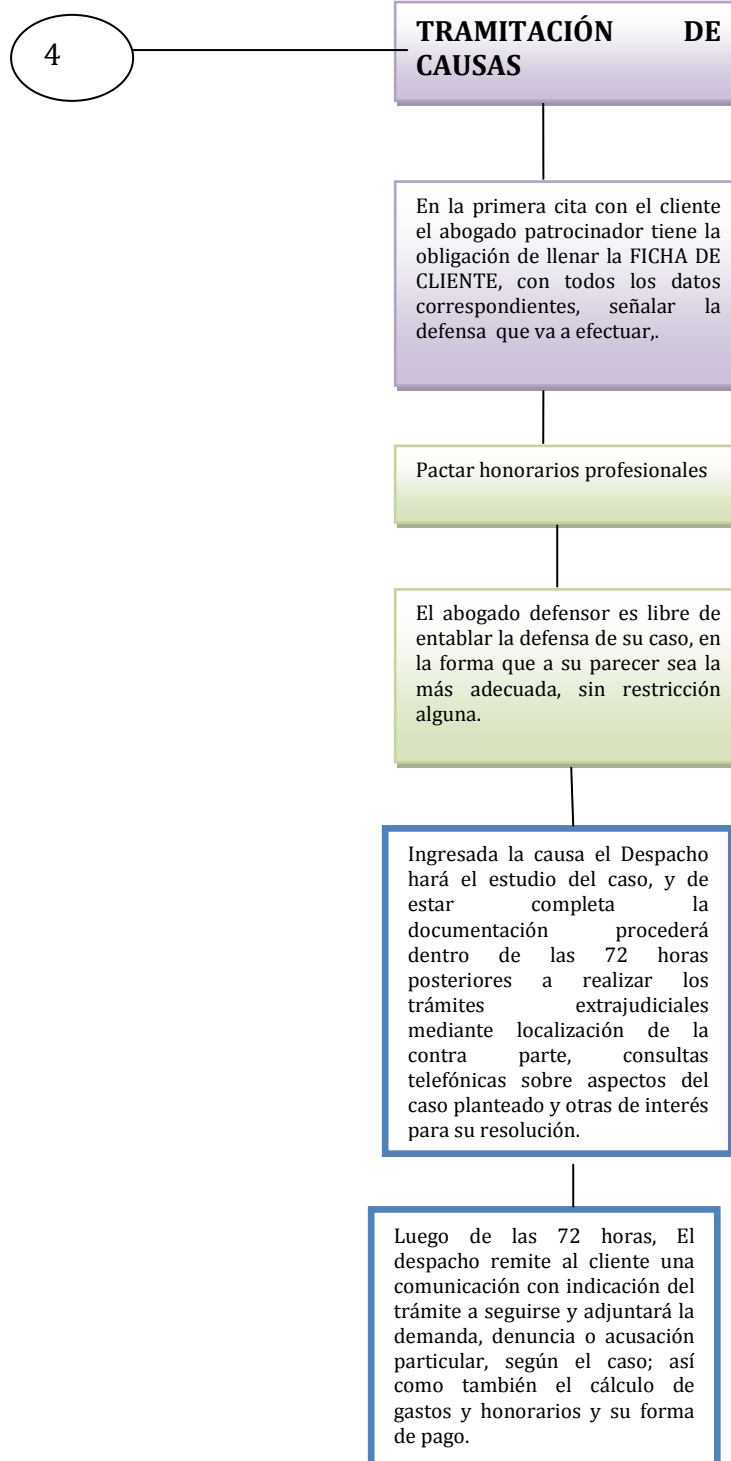 4
TRAMITACIÓN DE
CAUSAS
En la primera cita con el cliente
el abogado patrocinador tiene la
obligación de llenar la FICHA DE
CLIENTE, con todos los datos
correspondientes, señalar la
defensa que va a efectuar,.
Pactar honorarios profesionales
El abogado defensor es libre de
entablar la defensa de su caso, en
la forma que a su parecer sea la
más adecuada, sin restricción
alguna.
Ingresada la causa el Despacho
hará el estudio del caso, y de
estar completa la
documentación procederá
dentro de las 72 horas
posteriores a realizar los
trámites extrajudiciales
mediante localización de la
contra parte, consultas
telefónicas sobre aspectos del
caso planteado y otras de interés
para su resolución.
Luego de las 72 horas, El
despacho remite al cliente una
comunicación con indicación del
trámite a seguirse y adjuntará la
demanda, denuncia o acusación
particular, según el caso; así
como también el cálculo de
gastos y honorarios y su forma
de pago.